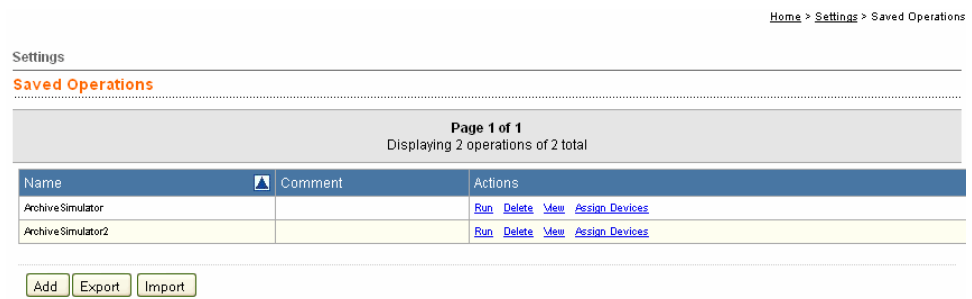 Home > Settings > Saved Operations
Settings
Saved Operations
Page 1 of 1
Displaying 2 operations of 2 total
Name Comment Actions
ArchiveSimulator Run Delete View Assign Devices
ArchiveSimulator2 Run Delete View Assign Devices
Add Export Import